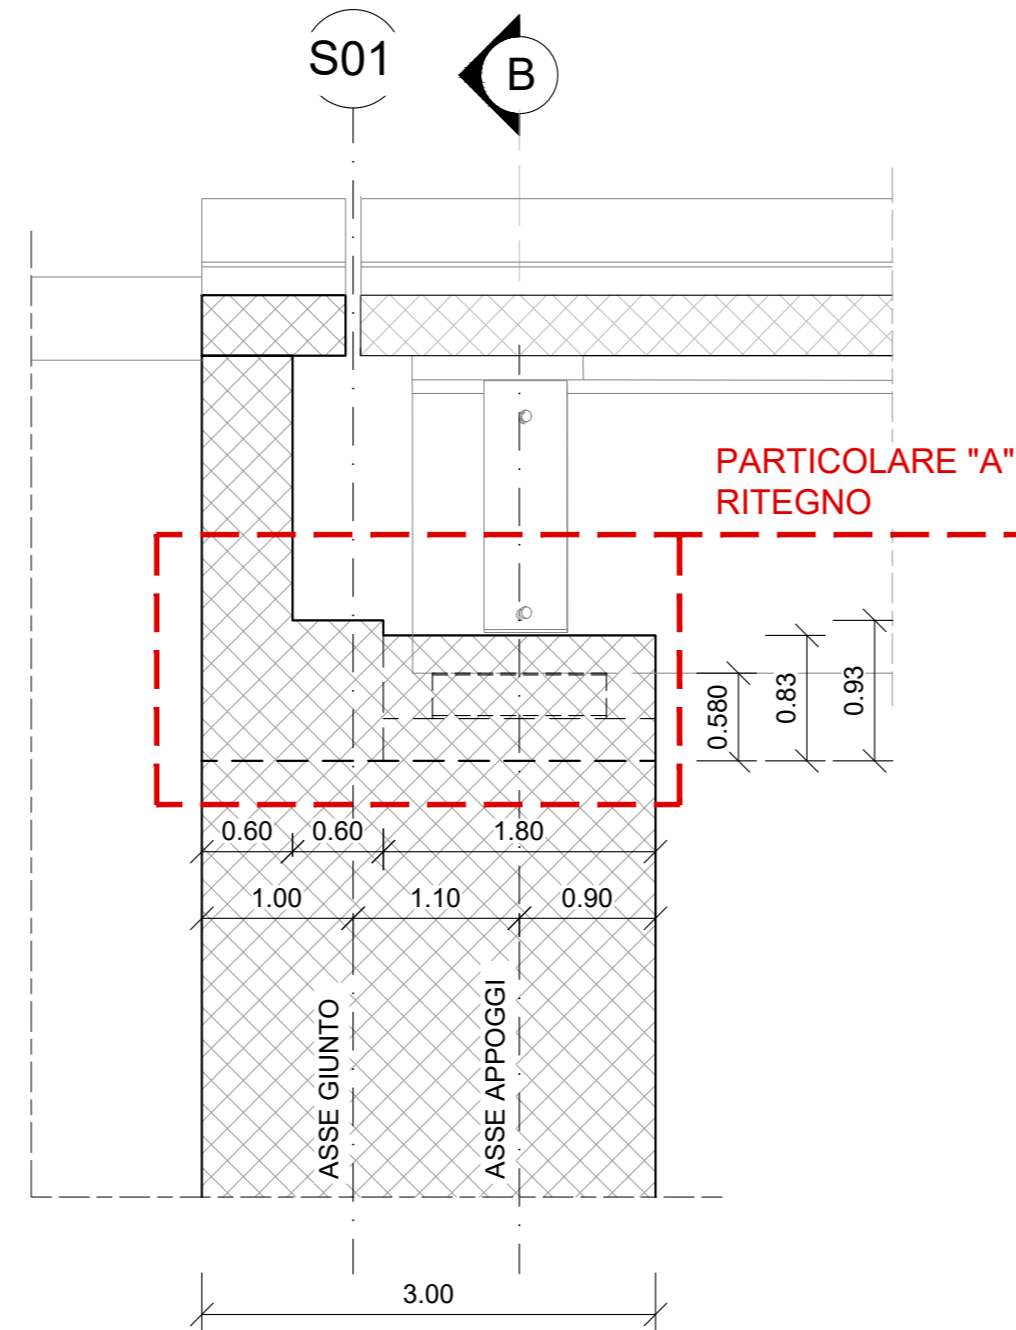 S01
B
PARTICOLARE "A"
RITEGNO
0.580
0.83
0.93
0.60
0.60
1.80
1.00
1.10
0.90
ASSE GIUNTO
ASSE APPOGGI
3.00